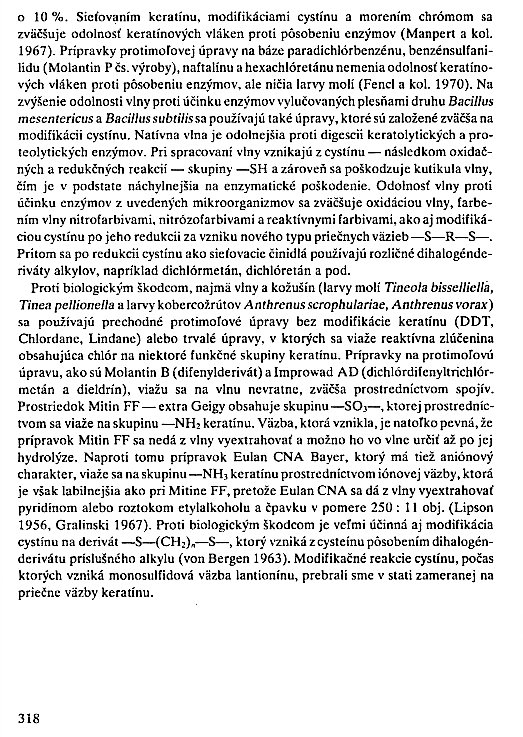 o 10 %. Sieťovaním keratínu, modifikáciami cystínu a morením chrómom sa
zväčšuje odolnosť keratínových vláken proti pôsobeniu enzýmov (Manpert a kol.
1967). Prípravky protimoľovej úpravy na báze paradichlórbenzénu, benzénsulfani-
lidu (Molantin P čs. výroby), naftalínu a hexachlóretánu nemenia odolnosť keratíno-
vých vláken proti pôsobeniu enzýmov, ale ničia larvy molí (Fencl a kol. 1970). Na
zvýšenie odolnosti vlny proti účinku enzýmov vylučovaných plesňami druhu Bacillus
mesentericus a Bacillus subtilis sa používajú také úpravy, ktoré sú založené zväčša na
modifikácii cystínu. Natívna vlna je odolnejšia proti digescii keratolytických a pro-
teolytických enzýmov. Pri spracovaní vlny vznikajú z cystínu — následkom oxidač-
ných a redukčných reakcií — skupiny —SH a zároveň sa poškodzuje kutikula vlny,
čím je v podstate náchylnejšia na enzymatické poškodenie. Odolnosť vlny proti
účinku enzýmov z uvedených mikroorganizmov sa zväčšuje oxidáciou vlny, farbe-
ním vlny nitrofarbivami, nitrózofarbivami a reaktívnymi farbivami, ako aj modifiká-
ciou cystínu po jeho redukcii za vzniku nového typu priečnych väzieb —S—R—S—.
Pritom sa po redukcii cystínu ako sieťovacie činidlá používajú rozličné dihalogénde-
riváty alkylov, napríklad dichlórmetán, dichlóretán a pod.
Proti biologickým škodcom, najmä vlny a kožušín (larvy molí Tineola bisselliella,
Tinea pellionella a larvy kobercožrútov Anthrenus scrophulariae, Anthrenus vorax)
sa používajú prechodné protimoľové úpravy bez modifikácie keratínu (DDT,
Chlordane, Lindane) alebo trvalé úpravy, v ktorých sa viaže reaktívna zlúčenina
obsahujúca chlór na niektoré funkčné skupiny keratínu. Prípravky na protimoľovú
úpravu, ako sú Molantin B (difenylderivát) a Improwad AD (dichlórdifenyltrichlór-
metán a dieldrín), viažu sa na vlnu nevratne, zväčša prostredníctvom spojív.
Prostriedok Mitin FF — extra Geigy obsahuje skupinu —SO₃—, ktorej prostredníc-
tvom sa viaže na skupinu —NH₂ keratínu. Väzba, ktorá vznikla, je natoľko pevná, že
prípravok Mitin FF sa nedá z vlny vyextrahovať a možno ho vo vlne určiť až po jej
hydrolýze. Naproti tomu prípravok Eulan CNA Bayer, ktorý má tiež aniónový
charakter, viaže sa na skupinu —NH₃ keratínu prostredníctvom iónovej väzby, ktorá
je však labilnejšia ako pri Mitine FF, pretože Eulan CNA sa dá z vlny vyextrahovať
pyridínom alebo roztokom etylalkoholu a čpavku v pomere 250 : 11 obj. (Lipson
1956, Gralinski 1967). Proti biologickým škodcom je veľmi účinná aj modifikácia
cystínu na derivát —S—(CH₂)ₙ—S—, ktorý vzniká z cysteínu pôsobením dihalogén-
derivátu príslušného alkylu (von Bergen 1963). Modifikačné reakcie cystínu, počas
ktorých vzniká monosulfidová väzba lantionínu, prebrali sme v stati zameranej na
priečne väzby keratínu.
318